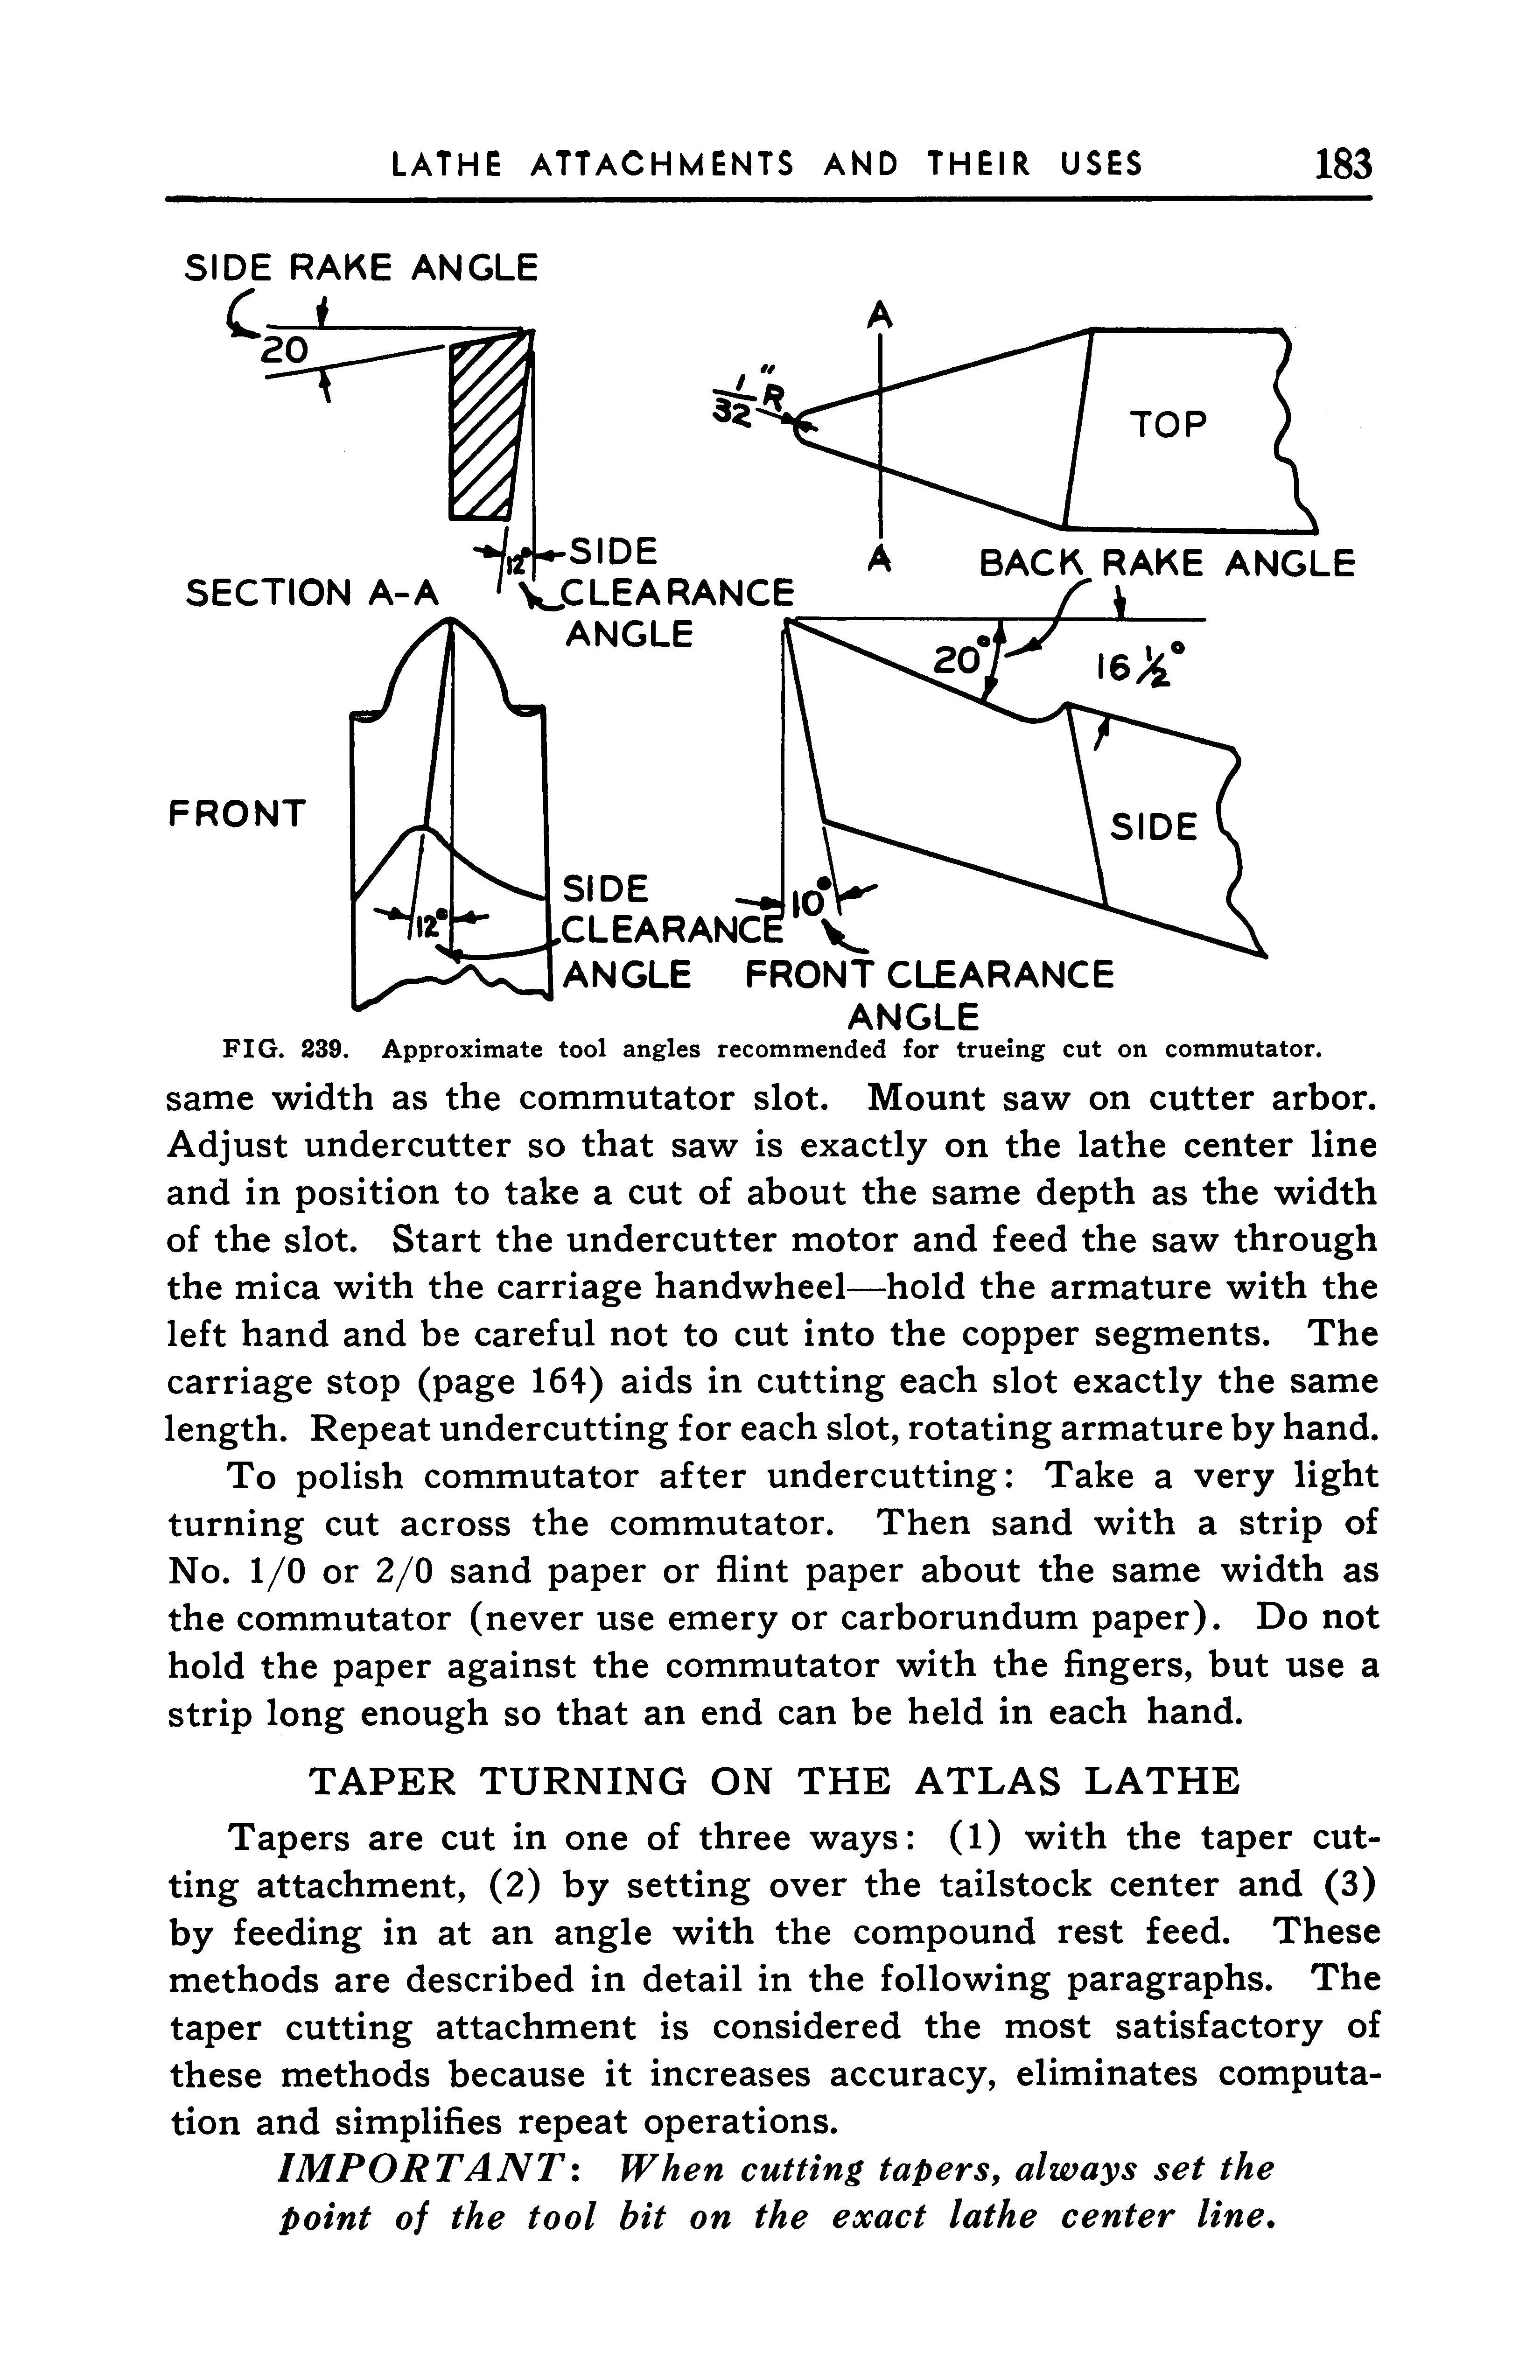 LATHE ATTACHMENTS AND THEIR USES 183
SIDE RAKE ANGLE
20
A
1/32" R
TOP
12°
SIDE
CLEARANCE
ANGLE
SECTION A-A
A
BACK RAKE ANGLE
20°
16½°
FRONT
SIDE
12°
SIDE
CLEARANCE
ANGLE
10°
FRONT CLEARANCE
ANGLE
FIG. 239. Approximate tool angles recommended for trueing cut on commutator.
same width as the commutator slot. Mount saw on cutter arbor.
Adjust undercutter so that saw is exactly on the lathe center line
and in position to take a cut of about the same depth as the width
of the slot. Start the undercutter motor and feed the saw through
the mica with the carriage handwheel—hold the armature with the
left hand and be careful not to cut into the copper segments. The
carriage stop (page 164) aids in cutting each slot exactly the same
length. Repeat undercutting for each slot, rotating armature by hand.
To polish commutator after undercutting: Take a very light
turning cut across the commutator. Then sand with a strip of
No. 1/0 or 2/0 sand paper or flint paper about the same width as
the commutator (never use emery or carborundum paper). Do not
hold the paper against the commutator with the fingers, but use a
strip long enough so that an end can be held in each hand.
TAPER TURNING ON THE ATLAS LATHE
Tapers are cut in one of three ways: (1) with the taper cut-
ting attachment, (2) by setting over the tailstock center and (3)
by feeding in at an angle with the compound rest feed. These
methods are described in detail in the following paragraphs. The
taper cutting attachment is considered the most satisfactory of
these methods because it increases accuracy, eliminates computa-
tion and simplifies repeat operations.
IMPORTANT: When cutting tapers, always set the
point of the tool bit on the exact lathe center line.